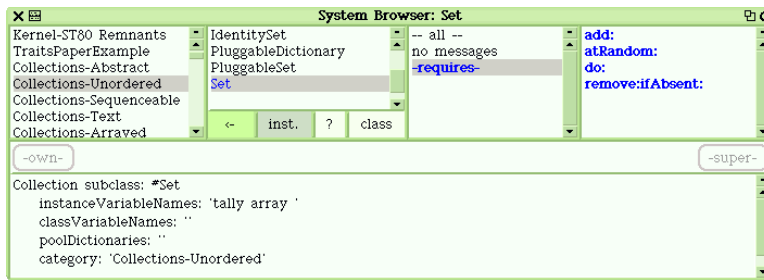 System Browser: Set
Kernel-ST80 Remnants
TraitsPaperExample
Collections-Abstract
Collections-Unordered
Collections-Sequenceable
Collections-Text
Collections-Arrayed
IdentitySet
PluggableDictionary
PluggableSet
Set
<- inst. ? class
-- all --
no messages
-requires-
add:
atRandom:
do:
remove:ifAbsent:
-own- -super-
Collection subclass: #Set
instanceVariableNames: 'tally array '
classVariableNames: ''
poolDictionaries: ''
category: 'Collections-Unordered'